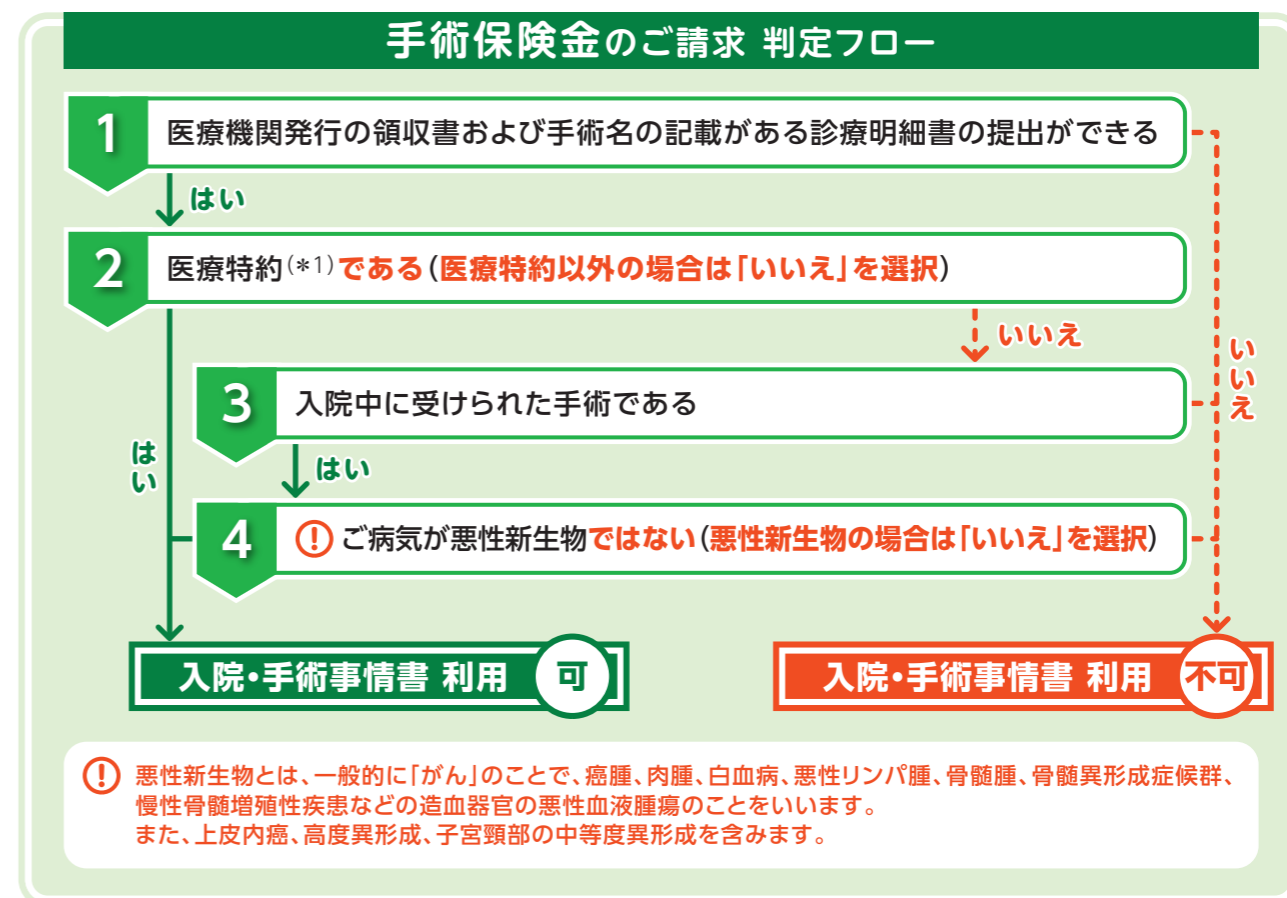 手術保険金のご請求 判定フロー
1 医療機関発行の領収書および手術名の記載がある診療明細書の提出ができる
はい
2 医療特約(*1)である(医療特約以外の場合は「いいえ」を選択)
いいえ
いいえ
3 入院中に受けられた手術である
はい
はい
4 ! ご病気が悪性新生物ではない(悪性新生物の場合は「いいえ」を選択)
入院・手術事情書 利用 可
入院・手術事情書 利用 不可
! 悪性新生物とは、一般的に「がん」のことで、癌腫、肉腫、白血病、悪性リンパ腫、骨髄腫、骨髄異形成症候群、
慢性骨髄増殖性疾患などの造血器官の悪性血液腫瘍のことをいいます。
また、上皮内癌、高度異形成、子宮頸部の中等度異形成を含みます。